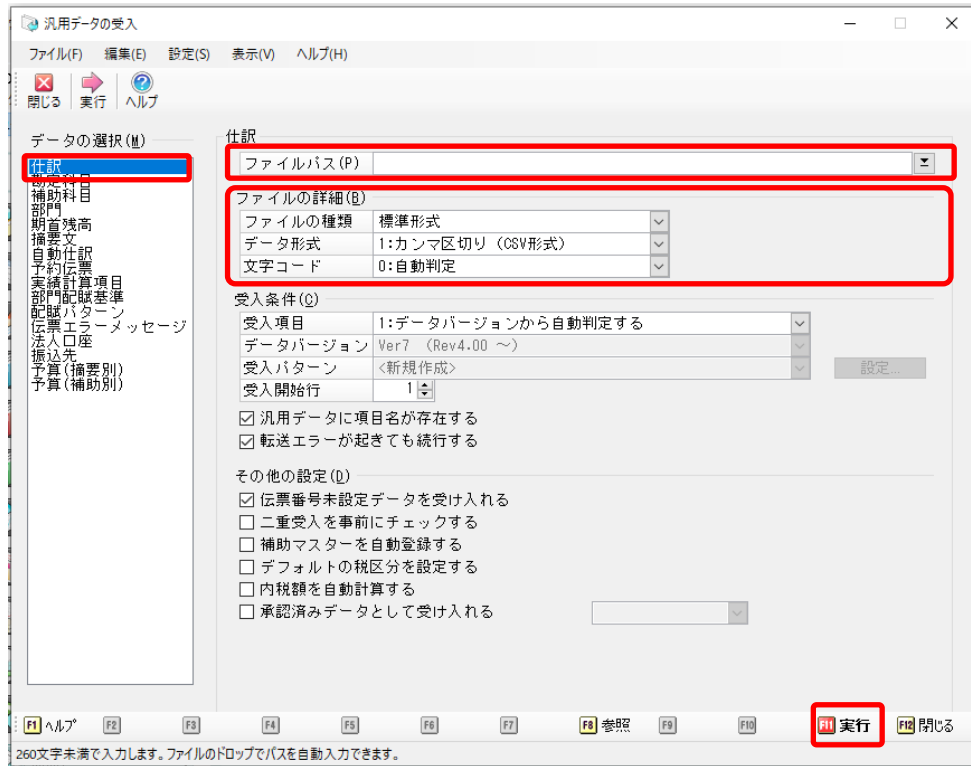 汎用データの受入
ファイル(F) 編集(E) 設定(S) 表示(V) ヘルプ(H)
閉じる 実行 ヘルプ
データの選択(M)
仕訳
勘定科目
補助科目
部門
期首残高
摘要文
自動仕訳
予約伝票
実績計算項目
部門配賦基準
配賦パターン
伝票エラーメッセージ
法人口座
振込先
予算(摘要別)
予算(補助別)
仕訳
ファイルパス(P)
ファイルの詳細(B)
ファイルの種類 標準形式
データ形式 1:カンマ区切り (CSV形式)
文字コード 0:自動判定
受入条件(C)
受入項目 1:データバージョンから自動判定する
データバージョン Ver7 (Rev4.00 ～)
受入パターン <新規作成> 設定...
受入開始行 1
汎用データに項目名が存在する
転送エラーが起きても続行する
その他の設定(D)
伝票番号未設定データを受け入れる
二重受入を事前にチェックする
補助マスターを自動登録する
デフォルトの税区分を設定する
内税額を自動計算する
承認済みデータとして受け入れる
F1 ヘルプ F2 F3 F4 F5 F6 F7 F8 参照 F9 F10 F11 実行 F12 閉じる
260文字未満で入力します。ファイルのドロップでパスを自動入力できます。